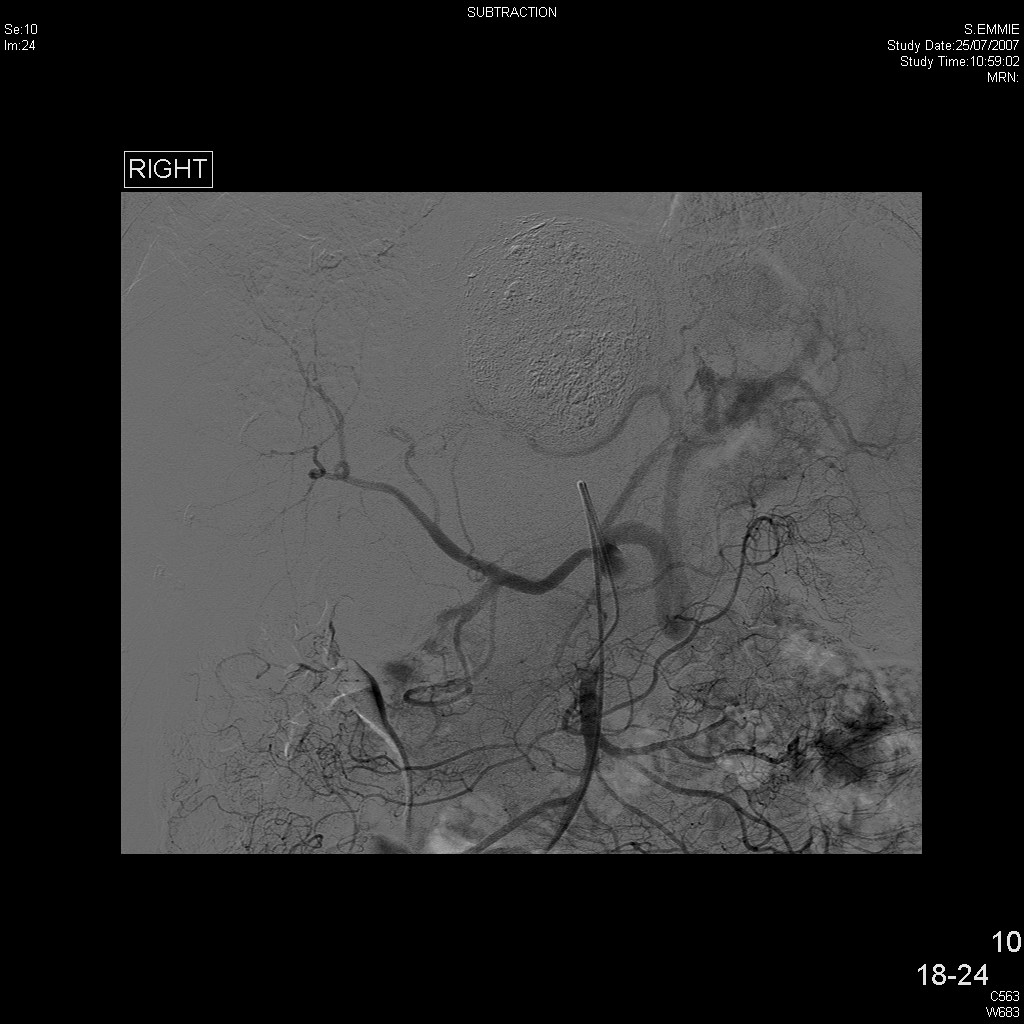 SUBTRACTION
Se:10
Im:24
S.EMMIE
Study Date:25/07/2007
Study Time:10:59:02
MRN:
RIGHT
10
18-24
C563
W683